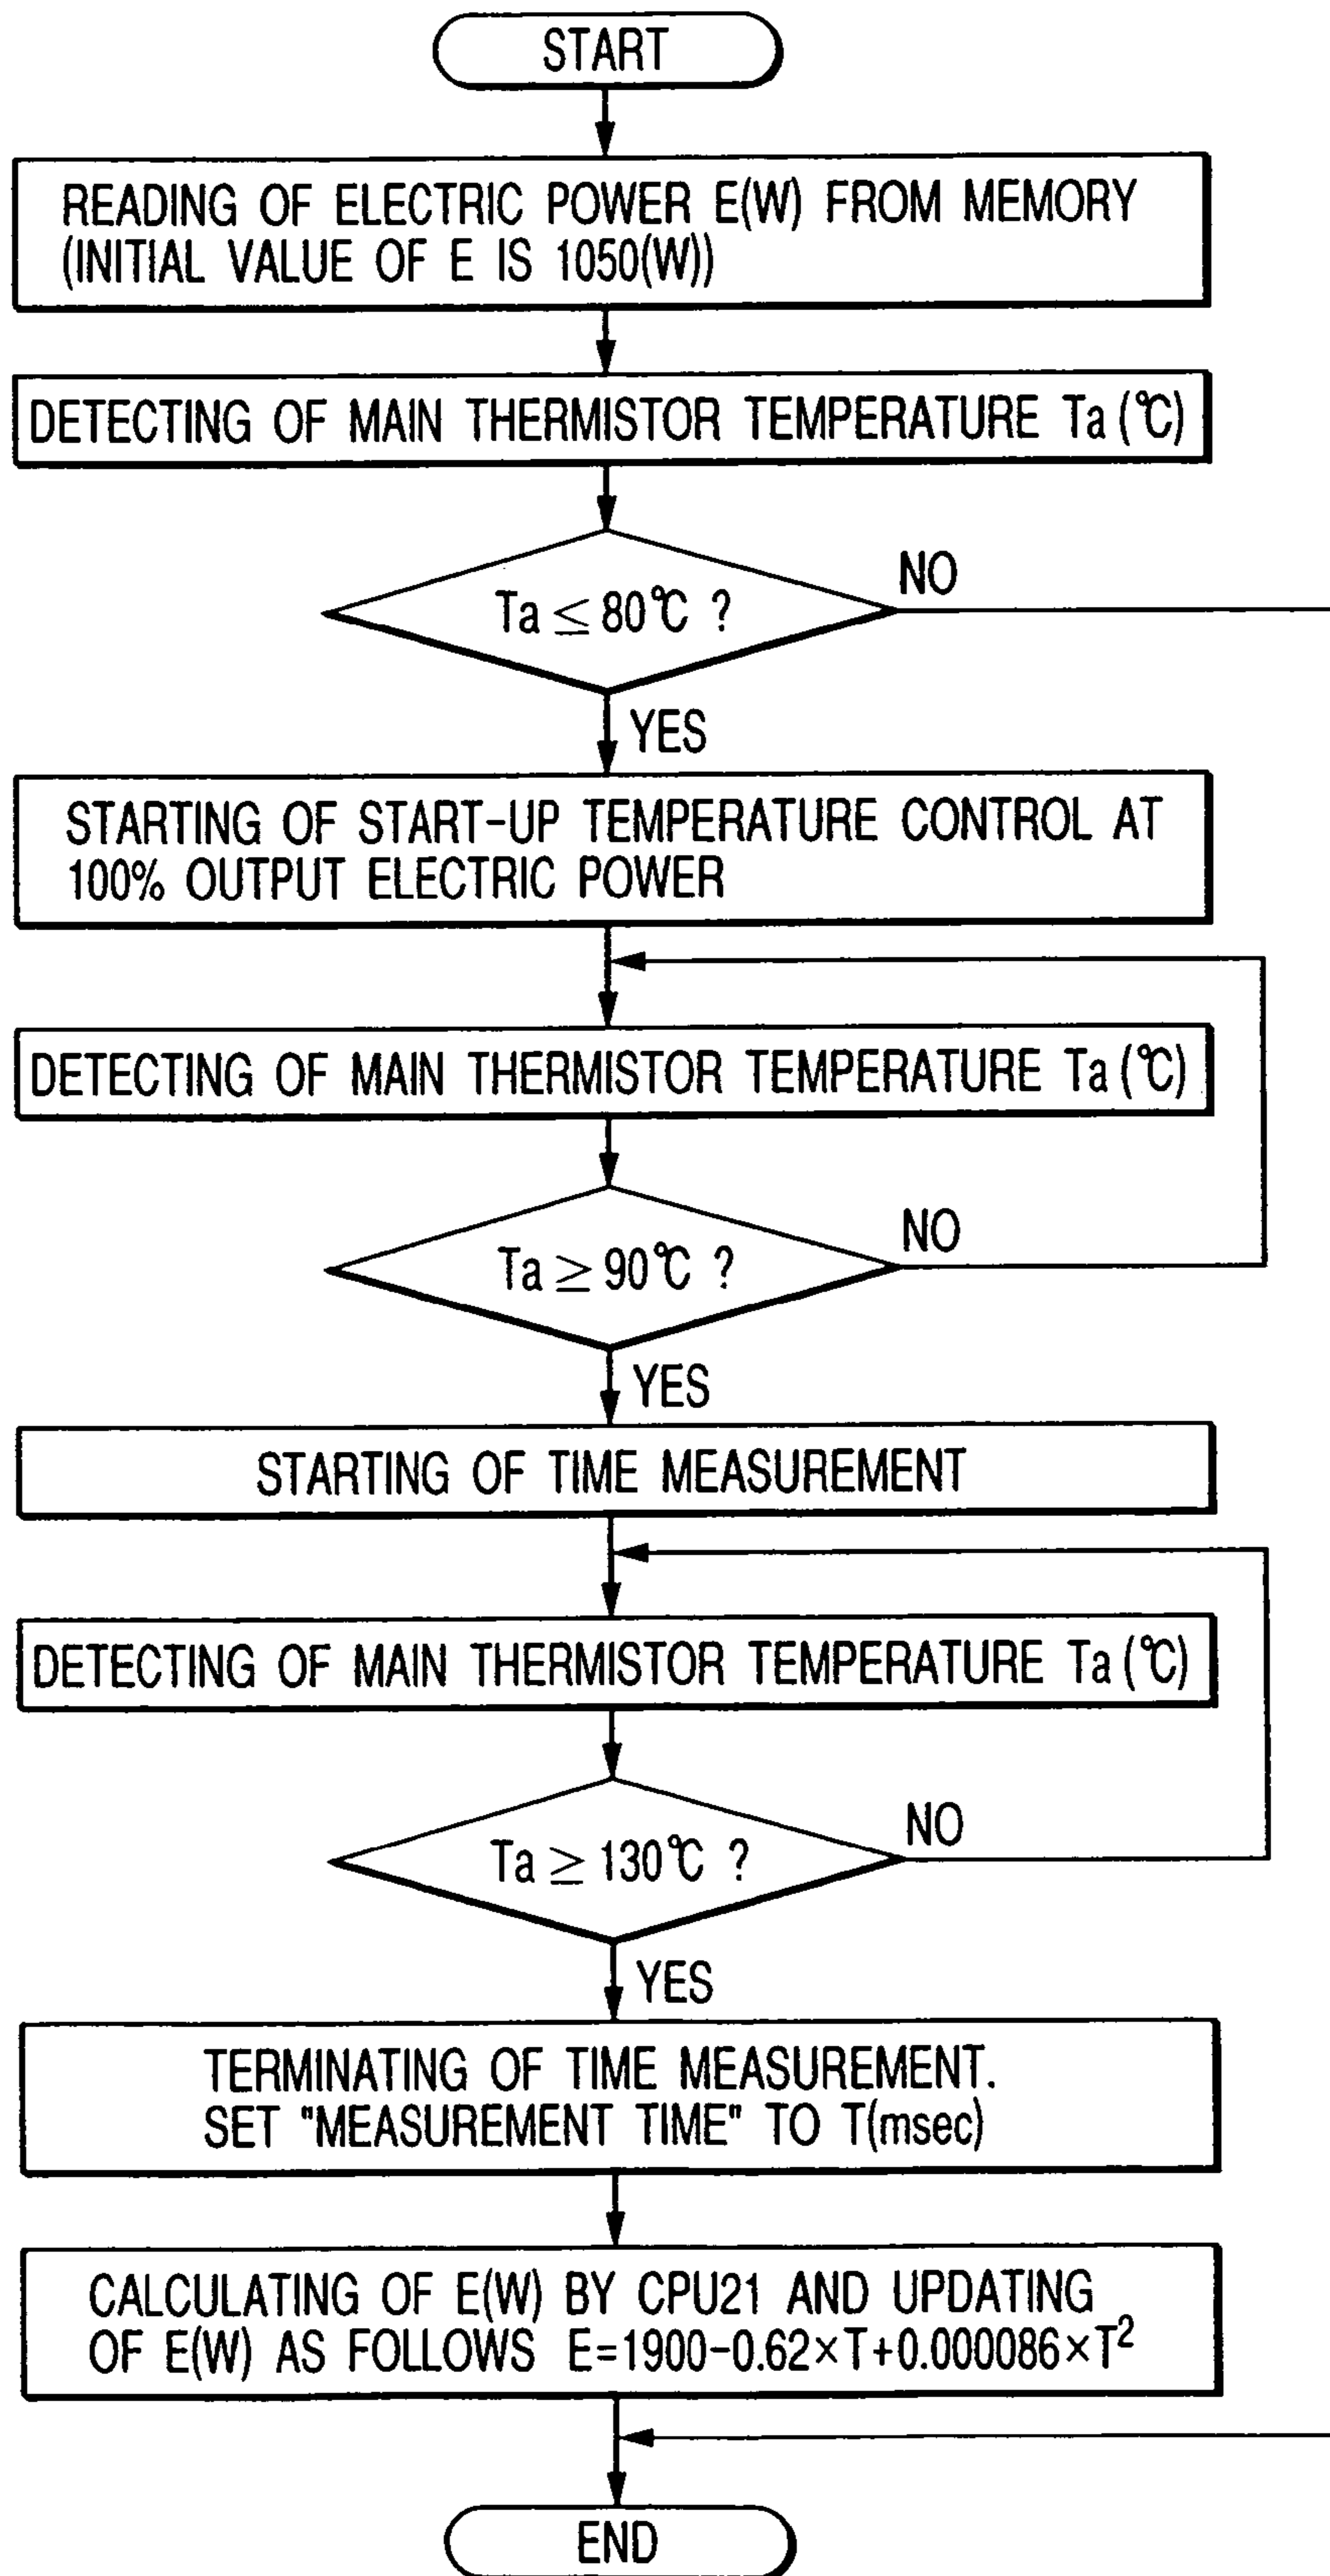 START
READING OF ELECTRIC POWER E(W) FROM MEMORY
(INITIAL VALUE OF E IS 1050(W))
DETECTING OF MAIN THERMISTOR TEMPERATURE Ta (℃)
Ta ≦ 80℃ ?
NO
YES
STARTING OF START-UP TEMPERATURE CONTROL AT
100% OUTPUT ELECTRIC POWER
DETECTING OF MAIN THERMISTOR TEMPERATURE Ta (℃)
Ta ≧ 90℃ ?
NO
YES
STARTING OF TIME MEASUREMENT
DETECTING OF MAIN THERMISTOR TEMPERATURE Ta (℃)
Ta ≧ 130℃ ?
NO
YES
TERMINATING OF TIME MEASUREMENT.
SET "MEASUREMENT TIME" TO T(msec)
CALCULATING OF E(W) BY CPU21 AND UPDATING
OF E(W) AS FOLLOWS E=1900-0.62×T+0.000086×T²
END